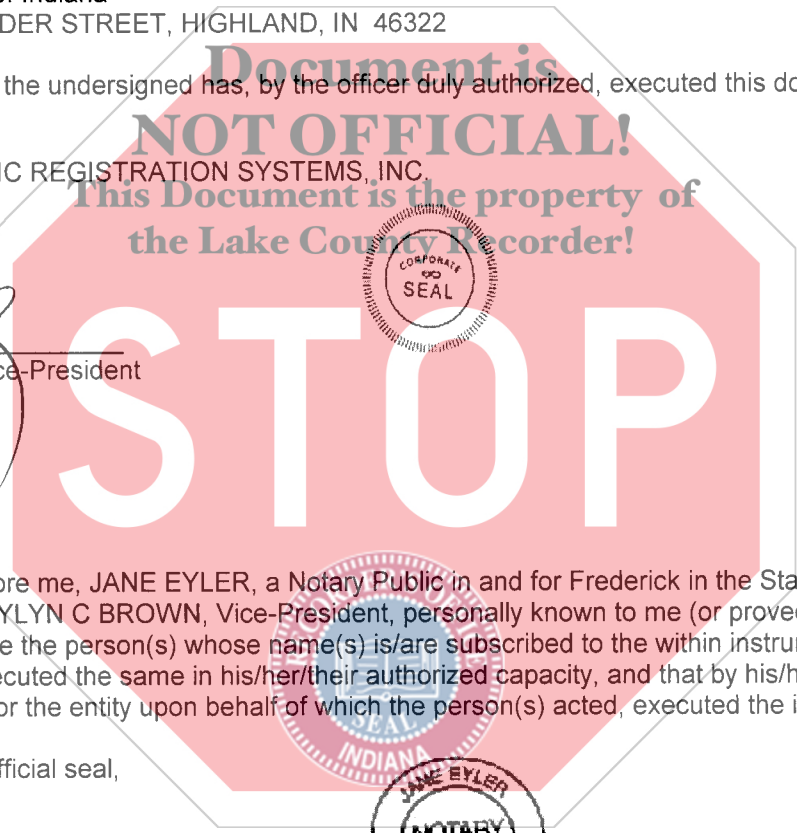 of Indiana
DER STREET, HIGHLAND, IN 46322
Document is
the undersigned has, by the officer duly authorized, executed this do
NOT OFFICIAL!
IC REGISTRATION SYSTEMS, INC.
This Document is the property of
the Lake County Recorder!
CORPORATE
SEAL
STOP
ce-President
ore me, JANE EYLER, a Notary Public in and for Frederick in the Sta
YLYN C BROWN, Vice-President, personally known to me (or proved
e the person(s) whose name(s) is/are subscribed to the within instru
ecuted the same in his/her/their authorized capacity, and that by his/h
or the entity upon behalf of which the person(s) acted, executed the i
SEAL
INDIANA
fficial seal,
JANE EYLER
NOTARY